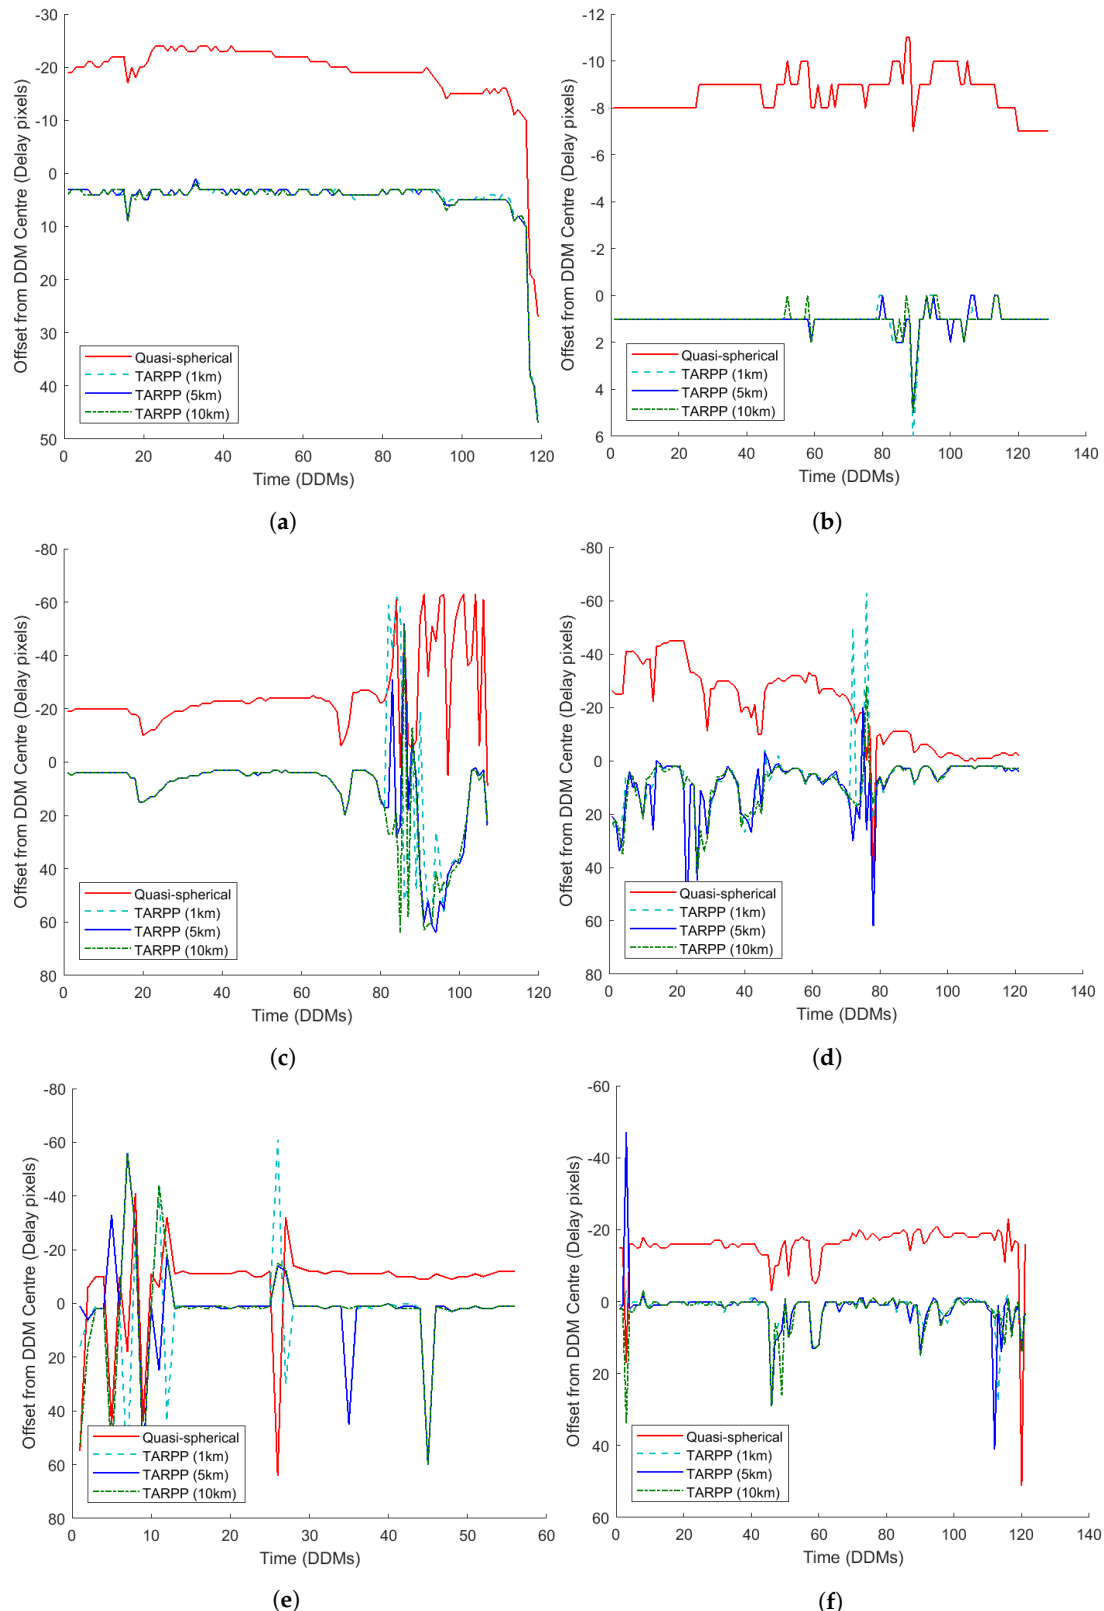 -30
-20
-10
0
10
20
30
40
50
0
20
40
60
80
100
120
Offset from DDM Centre (Delay pixels)
Time (DDMs)
Quasi-spherical
TARPP (1km)
TARPP (5km)
TARPP (10km)
(a)
-12
-10
-8
-6
-4
-2
0
2
4
6
0
20
40
60
80
100
120
140
Offset from DDM Centre (Delay pixels)
Time (DDMs)
Quasi-spherical
TARPP (1km)
TARPP (5km)
TARPP (10km)
(b)
-80
-60
-40
-20
0
20
40
60
80
0
20
40
60
80
100
120
Offset from DDM Centre (Delay pixels)
Time (DDMs)
Quasi-spherical
TARPP (1km)
TARPP (5km)
TARPP (10km)
(c)
-80
-60
-40
-20
0
20
40
60
80
0
20
40
60
80
100
120
140
Offset from DDM Centre (Delay pixels)
Time (DDMs)
Quasi-spherical
TARPP (1km)
TARPP (5km)
TARPP (10km)
(d)
-80
-60
-40
-20
0
20
40
60
80
0
10
20
30
40
50
60
Offset from DDM Centre (Delay pixels)
Time (DDMs)
Quasi-spherical
TARPP (1km)
TARPP (5km)
TARPP (10km)
(e)
-60
-40
-20
0
20
40
60
0
20
40
60
80
100
120
140
Offset from DDM Centre (Delay pixels)
Time (DDMs)
Quasi-spherical
TARPP (1km)
TARPP (5km)
TARPP (10km)
(f)